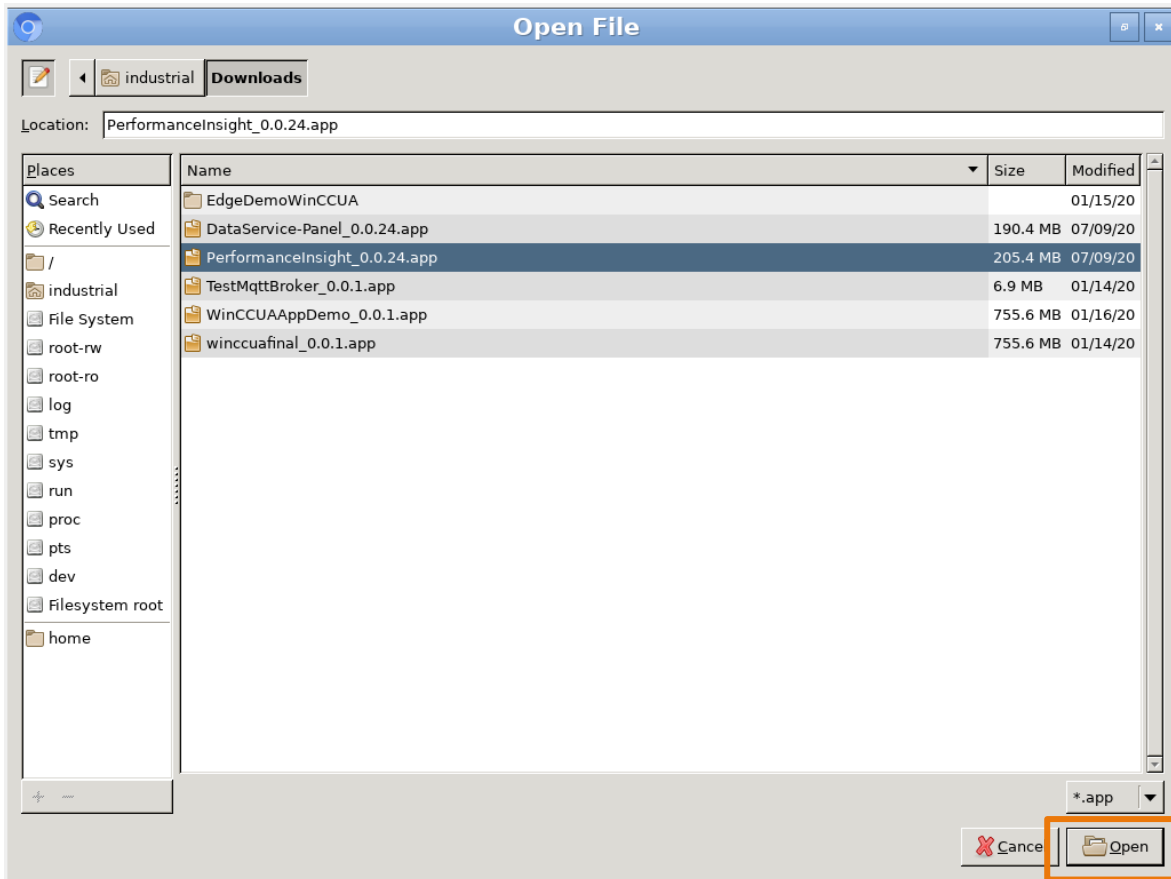 Open File
industrial Downloads
Location: PerformanceInsight_0.0.24.app
Places Name Size Modified
Search EdgeDemoWinCCUA 01/15/20
Recently Used DataService-Panel_0.0.24.app 190.4 MB 07/09/20
/ PerformanceInsight_0.0.24.app 205.4 MB 07/09/20
industrial TestMqttBroker_0.0.1.app 6.9 MB 01/14/20
File System WinCCUAAppDemo_0.0.1.app 755.6 MB 01/16/20
root-rw winccuafinal_0.0.1.app 755.6 MB 01/14/20
root-ro
log
tmp
sys
run
proc
pts
dev
Filesystem root
home
*.app
Cance Open